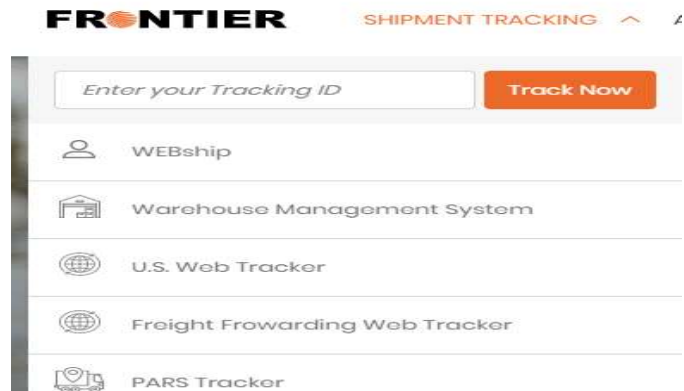 FRONTIER SHIPMENT TRACKING A
Enter your Tracking ID Track Now
WEBship
Warehouse Management System
U.S. Web Tracker
Freight Frowarding Web Tracker
PARS Tracker